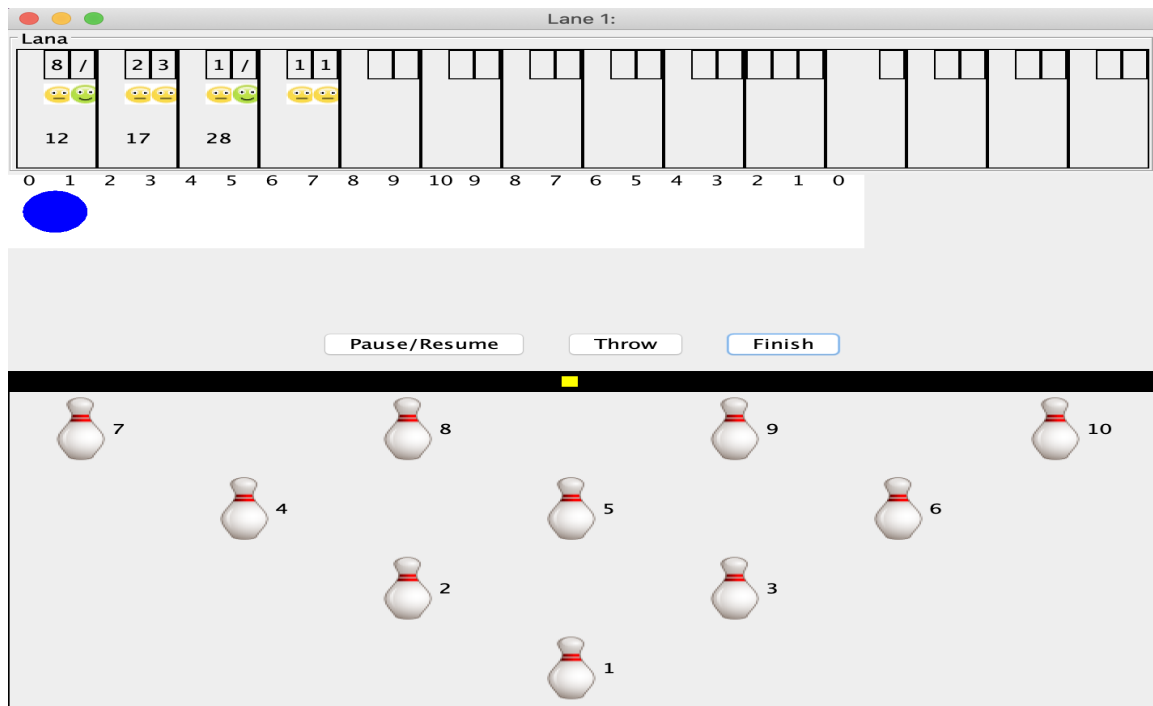 Lane 1:
Lana
8 / 2 3 1 / 1 1
12 17 28
0 1 2 3 4 5 6 7 8 9 10 9 8 7 6 5 4 3 2 1 0
Pause/Resume Throw Finish
7 8 9 10
4 5 6
2 3
1